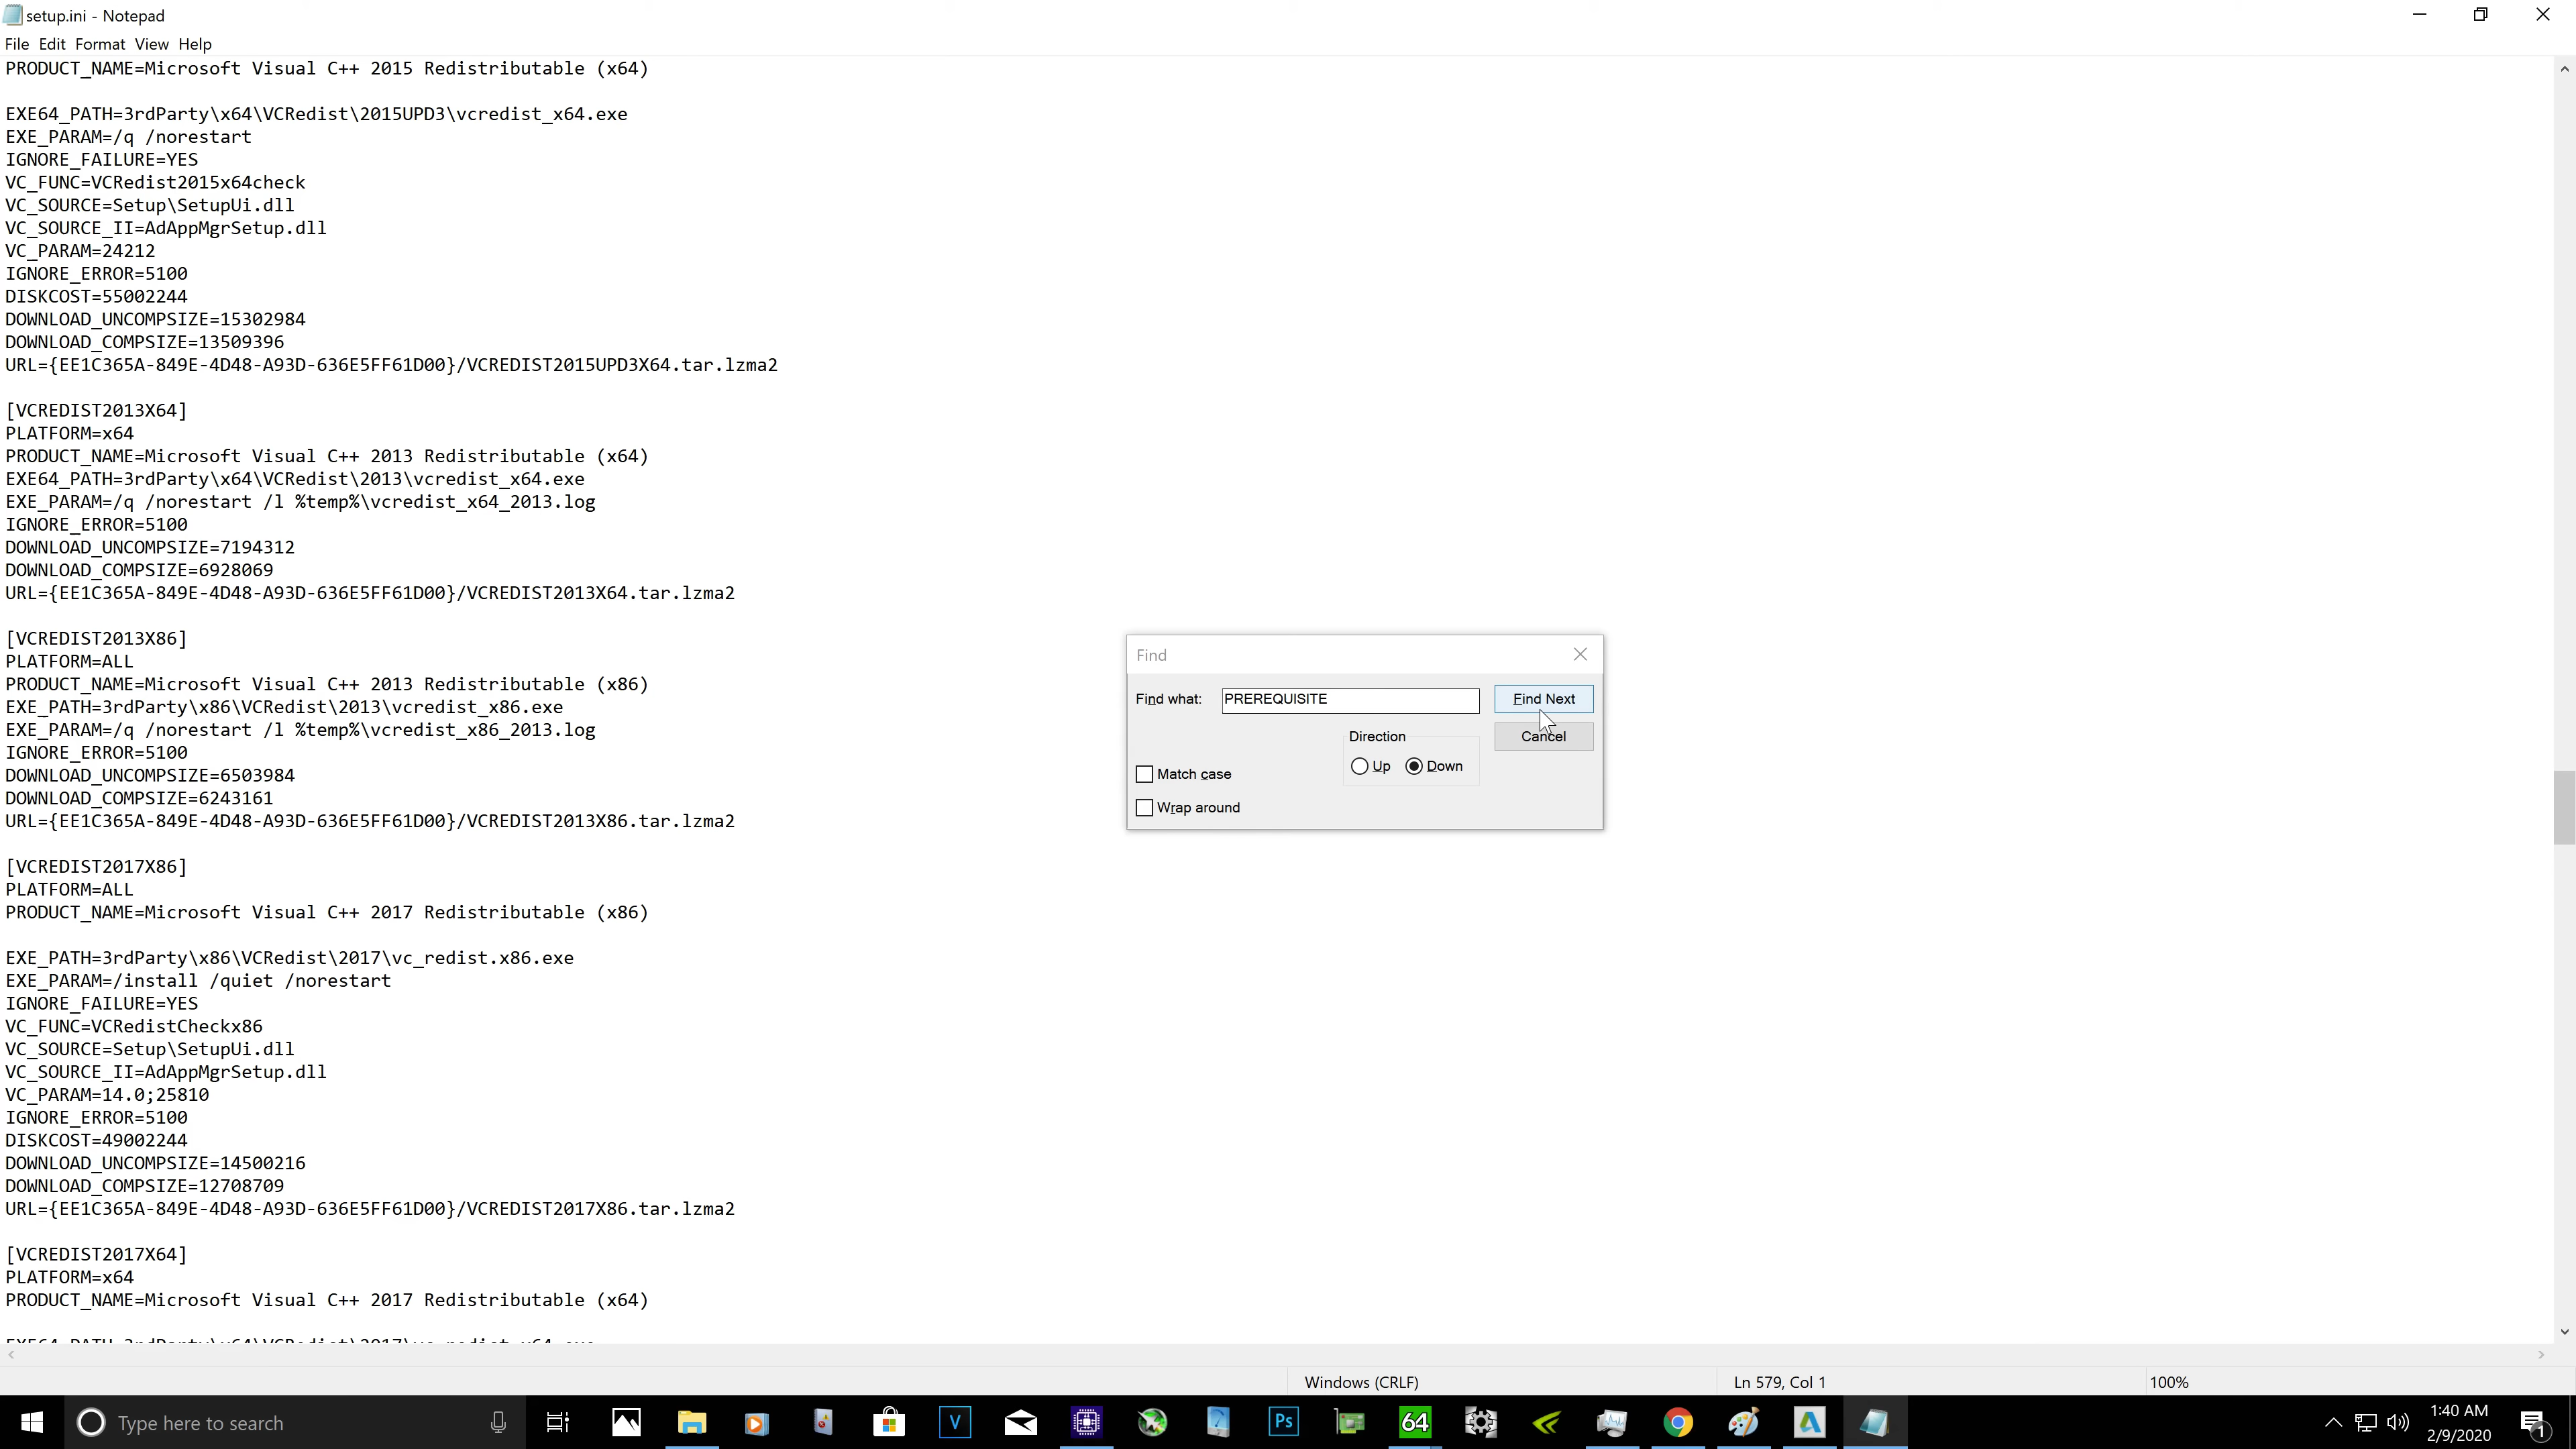 setup.ini - Notepad
File Edit Format View Help
PRODUCT_NAME=Microsoft Visual C++ 2015 Redistributable (x64)
EXE64_PATH=3rdParty\x64\VCRedist\2015UPD3\vcredist_x64.exe
EXE_PARAM=/q /norestart
IGNORE_FAILURE=YES
VC_FUNC=VCRedist2015x64check
VC_SOURCE=Setup\SetupUi.dll
VC_SOURCE_II=AdAppMgrSetup.dll
VC_PARAM=24212
IGNORE_ERROR=5100
DISKCOST=55002244
DOWNLOAD_UNCOMPSIZE=15302984
DOWNLOAD_COMPSIZE=13509396
URL={EE1C365A-849E-4D48-A93D-636E5FF61D00}/VCREDIST2015UPD3X64.tar.lzma2
[VCREDIST2013X64]
PLATFORM=x64
PRODUCT_NAME=Microsoft Visual C++ 2013 Redistributable (x64)
EXE64_PATH=3rdParty\x64\VCRedist\2013\vcredist_x64.exe
EXE_PARAM=/q /norestart /l %temp%\vcredist_x64_2013.log
IGNORE_ERROR=5100
DOWNLOAD_UNCOMPSIZE=7194312
DOWNLOAD_COMPSIZE=6928069
URL={EE1C365A-849E-4D48-A93D-636E5FF61D00}/VCREDIST2013X64.tar.lzma2
[VCREDIST2013X86]
PLATFORM=ALL
PRODUCT_NAME=Microsoft Visual C++ 2013 Redistributable (x86)
EXE_PATH=3rdParty\x86\VCRedist\2013\vcredist_x86.exe
EXE_PARAM=/q /norestart /l %temp%\vcredist_x86_2013.log
IGNORE_ERROR=5100
DOWNLOAD_UNCOMPSIZE=6503984
DOWNLOAD_COMPSIZE=6243161
URL={EE1C365A-849E-4D48-A93D-636E5FF61D00}/VCREDIST2013X86.tar.lzma2
[VCREDIST2017X86]
PLATFORM=ALL
PRODUCT_NAME=Microsoft Visual C++ 2017 Redistributable (x86)
EXE_PATH=3rdParty\x86\VCRedist\2017\vc_redist.x86.exe
EXE_PARAM=/install /quiet /norestart
IGNORE_FAILURE=YES
VC_FUNC=VCRedistCheckx86
VC_SOURCE=Setup\SetupUi.dll
VC_SOURCE_II=AdAppMgrSetup.dll
VC_PARAM=14.0;25810
IGNORE_ERROR=5100
DISKCOST=49002244
DOWNLOAD_UNCOMPSIZE=14500216
DOWNLOAD_COMPSIZE=12708709
URL={EE1C365A-849E-4D48-A93D-636E5FF61D00}/VCREDIST2017X86.tar.lzma2
[VCREDIST2017X64]
PLATFORM=x64
PRODUCT_NAME=Microsoft Visual C++ 2017 Redistributable (x64)
Find
Find what: PREREQUISITE Find Next
Direction Cancel
Up Down
Match case
Wrap around
Windows (CRLF) Ln 579, Col 1 100%
Type here to search
V
Ps
64
1:40 AM
2/9/2020
1